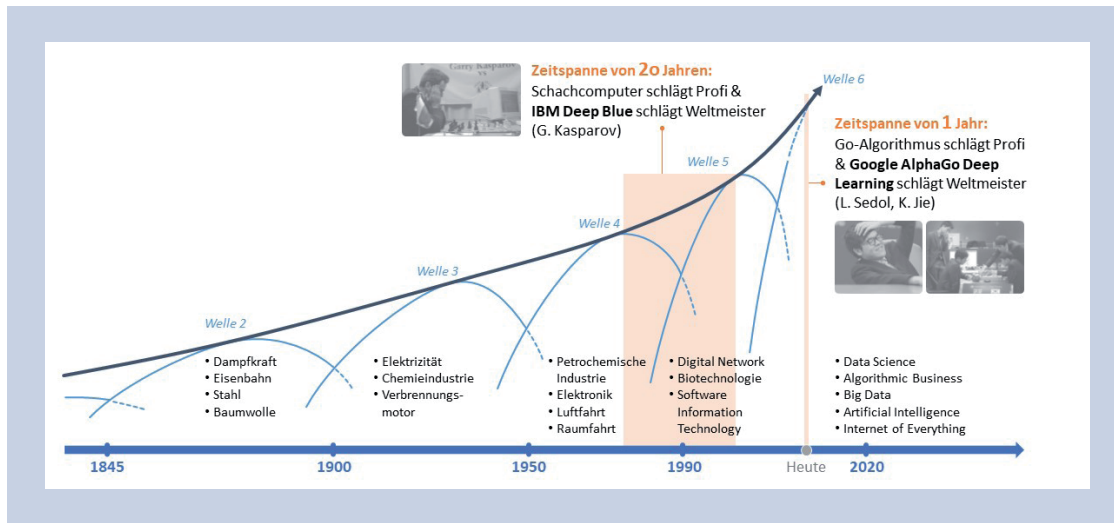 Garry Kasparov
vs
Zeitspanne von 20 Jahren:
Schachcomputer schlägt Profi &
IBM Deep Blue schlägt Weltmeister
(G. Kasparov)
Welle 6
Zeitspanne von 1 Jahr:
Go-Algorithmus schlägt Profi
& Google AlphaGo Deep
Learning schlägt Weltmeister
(L. Sedol, K. Jie)
Welle 5
Welle 4
Welle 3
Welle 2
• Dampfkraft
• Eisenbahn
• Stahl
• Baumwolle
• Elektrizität
• Chemieindustrie
• Verbrennungs-
motor
• Petrochemische
Industrie
• Elektronik
• Luftfahrt
• Raumfahrt
• Digital Network
• Biotechnologie
• Software
Information
Technology
• Data Science
• Algorithmic Business
• Big Data
• Artificial Intelligence
• Internet of Everything
1845
1900
1950
1990
Heute
2020